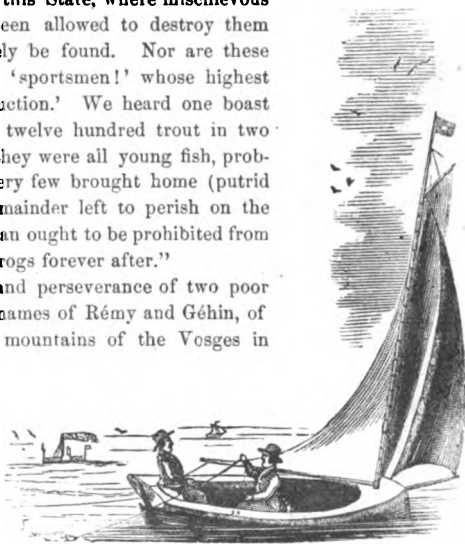 this State, where mischievous
een allowed to destroy them
ly be found. Nor are these
‘sportsmen!’ whose highest
uction.’ We heard one boast
twelve hundred trout in two
hey were all young fish, prob-
ery few brought home (putrid
mainder left to perish on the
an ought to be prohibited from
rogs forever after.”
and perseverance of two poor
names of Rémy and Géhin, of
mountains of the Vosges in